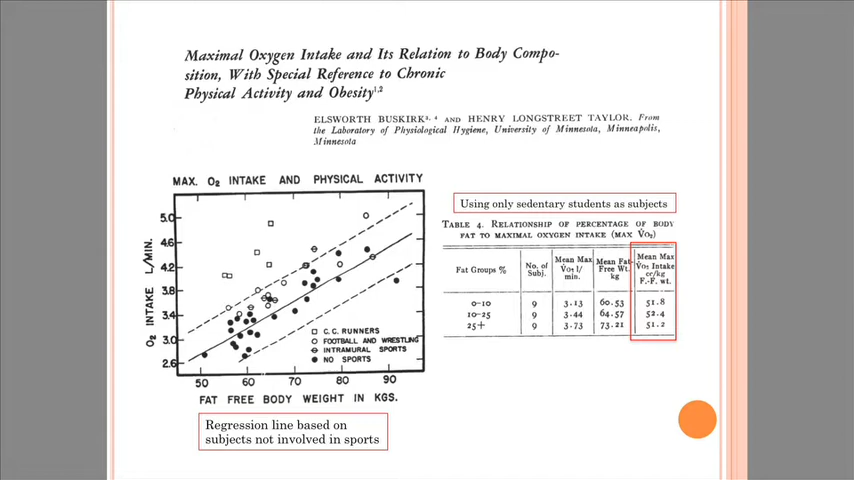 Maximal Oxygen Intake and Its Relation to Body Compo-
sition, With Special Reference to Chronic
Physical Activity and Obesity¹,²
ELSWORTH BUSKIRK³, ⁴ AND HENRY LONGSTREET TAYLOR. From
the Laboratory of Physiological Hygiene, University of Minnesota, Minneapolis,
Minnesota
MAX. O₂ INTAKE AND PHYSICAL ACTIVITY
O₂ INTAKE L/MIN.
5.0
4.6
4.2
3.8
3.4
3.0
2.6
C.C. RUNNERS
FOOTBALL AND WRESTLING
INTRAMURAL SPORTS
NO SPORTS
50 60 70 80 90
FAT FREE BODY WEIGHT IN KGS.
Regression line based on
subjects not involved in sports
Using only sedentary students as subjects
TABLE 4. RELATIONSHIP OF PERCENTAGE OF BODY
FAT TO MAXIMAL OXYGEN INTAKE (MAX V̇O₂)
Fat Groups %
No. of
Subj.
Mean Max
V̇O₂ l/
min.
Mean Fat-
Free Wt.
kg
Mean Max
V̇O₂ Intake
cc/kg
F.-F. wt.
0–10 9 3.13 60.53 51.8
10–25 9 3.44 64.57 52.4
25+ 9 3.73 73.21 51.2